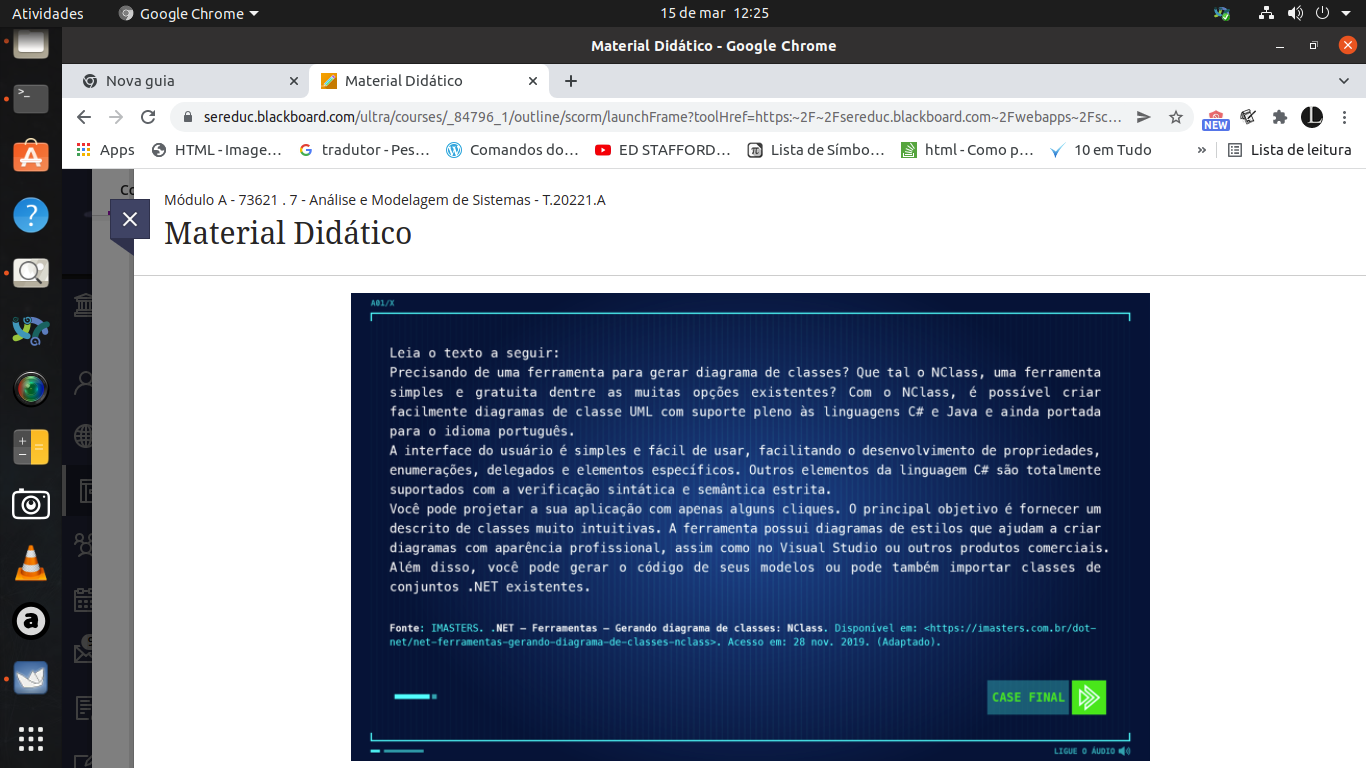 Atividades
Google Chrome
15 de mar 12:25
Material Didático - Google Chrome
Nova guia
Material Didático
sereduc.blackboard.com/ultra/courses/_84796_1/outline/scorm/launchFrame?toolHref=https:~2F~2Fsereduc.blackboard.com~2Fwebapps~2Fsc...
NEW
Apps
HTML - Image...
tradutor - Pes...
Comandos do...
ED STAFFORD...
Lista de Símbo...
html - Como p...
10 em Tudo
»
Lista de leitura
Co
Módulo A - 73621 . 7 - Análise e Modelagem de Sistemas - T.20221.A
Material Didático
A01/X
Leia o texto a seguir:
Precisando de uma ferramenta para gerar diagrama de classes? Que tal o NClass, uma ferramenta
simples e gratuita dentre as muitas opções existentes? Com o NClass, é possível criar
facilmente diagramas de classe UML com suporte pleno às linguagens C# e Java e ainda portada
para o idioma português.
A interface do usuário é simples e fácil de usar, facilitando o desenvolvimento de propriedades,
enumerações, delegados e elementos específicos. Outros elementos da linguagem C# são totalmente
suportados com a verificação sintática e semântica estrita.
Você pode projetar a sua aplicação com apenas alguns cliques. O principal objetivo é fornecer um
descrito de classes muito intuitivas. A ferramenta possui diagramas de estilos que ajudam a criar
diagramas com aparência profissional, assim como no Visual Studio ou outros produtos comerciais.
Além disso, você pode gerar o código de seus modelos ou pode também importar classes de
conjuntos .NET existentes.
Fonte: IMASTERS. .NET – Ferramentas – Gerando diagrama de classes: NClass. Disponível em: <https://imasters.com.br/dot-
net/net-ferramentas-gerando-diagrama-de-classes-nclass>. Acesso em: 28 nov. 2019. (Adaptado).
CASE FINAL
LIGUE O ÁUDIO